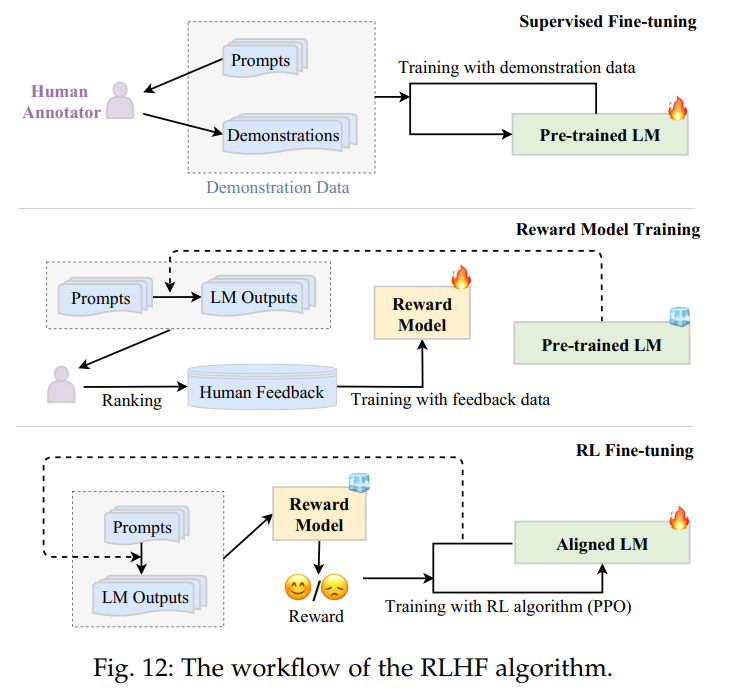 Supervised Fine-tuning
Prompts
Training with demonstration data
Human
Annotator
Demonstrations
Pre-trained LM
Demonstration Data
Reward Model Training
Prompts
LM Outputs
Reward
Model
Pre-trained LM
Ranking
Human Feedback
Training with feedback data
RL Fine-tuning
Prompts
Reward
Model
Aligned LM
LM Outputs
Reward
Training with RL algorithm (PPO)
/
Fig. 12: The workflow of the RLHF algorithm.